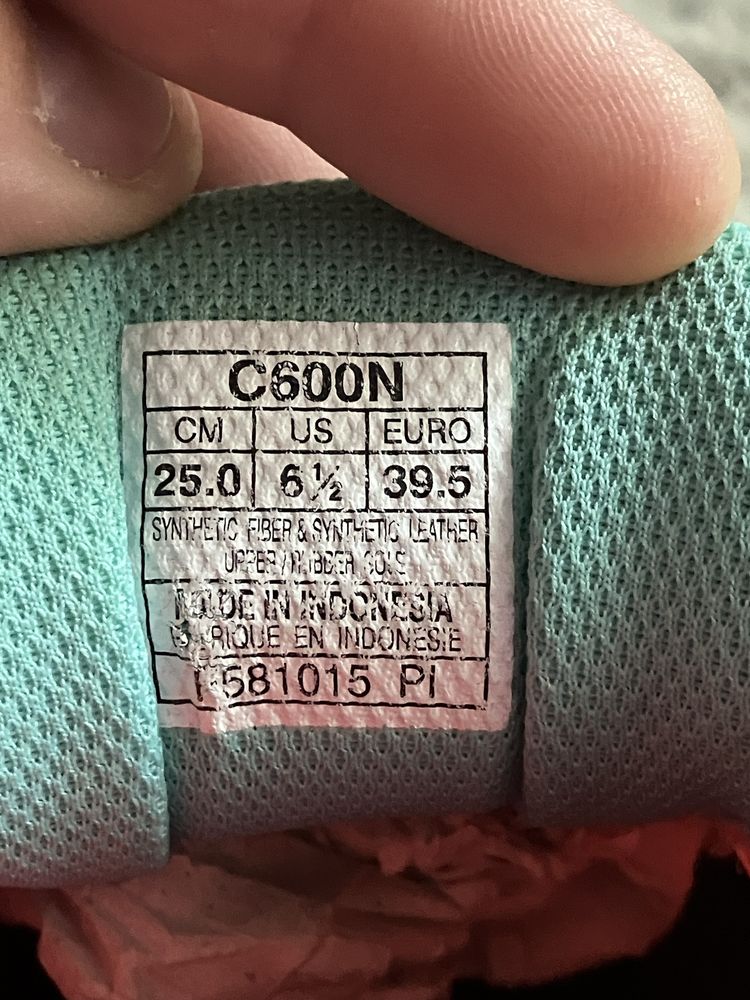 C600N
CM US EURO
25.0 6½ 39.5
SYNTHETIC FIBER & SYNTHETIC LEATHER
UPPER / RUBBER SOLE
MADE IN INDONESIA
EN INDONESIE
581015 PI